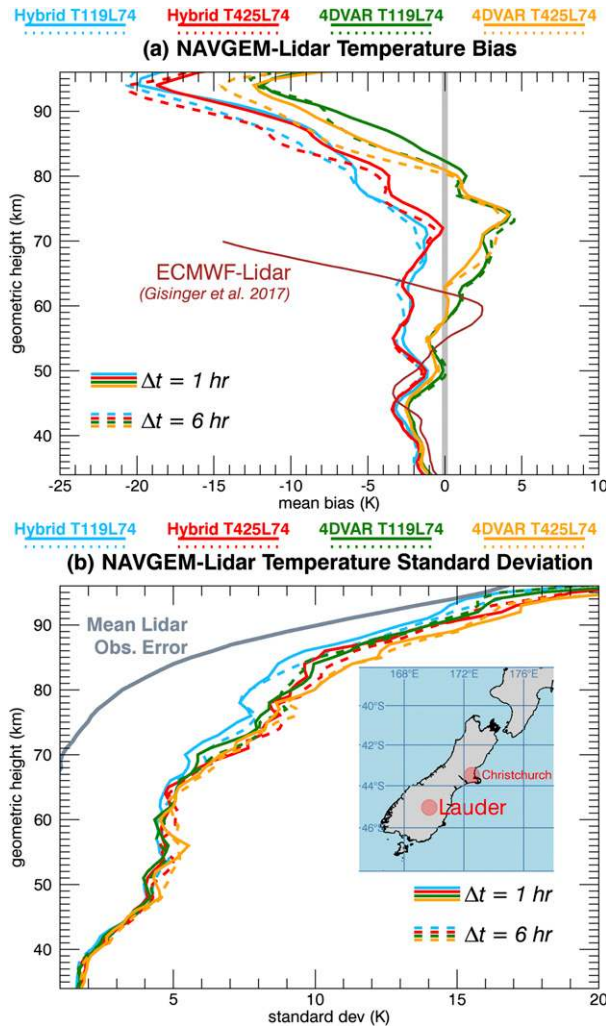 Hybrid T119L74 Hybrid T425L74 4DVAR T119L74 4DVAR T425L74
(a) NAVGEM-Lidar Temperature Bias
geometric height (km)
90
80
70
60
50
40
ECMWF-Lidar
(Gisinger et al. 2017)
Δt = 1 hr
Δt = 6 hr
-25 -20 -15 -10 -5 0 5 10
mean bias (K)
Hybrid T119L74 Hybrid T425L74 4DVAR T119L74 4DVAR T425L74
(b) NAVGEM-Lidar Temperature Standard Deviation
geometric height (km)
90
80
70
60
50
40
Mean Lidar
Obs. Error
168°E 172°E 176°E
40°S
42°S
44°S
46°S
Christchurch
Lauder
Δt = 1 hr
Δt = 6 hr
5 10 15 20
standard dev (K)